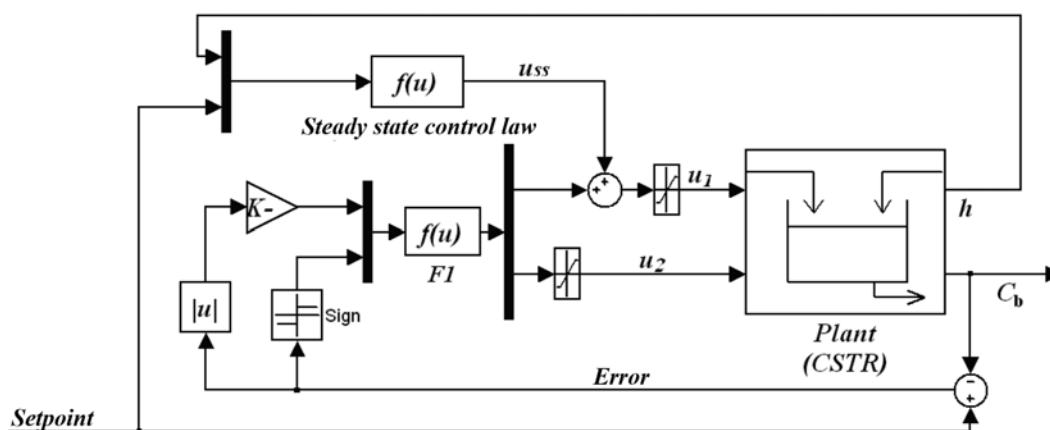 f(u)
uss
Steady state control law
+
+
u1
h
K-
f(u)
F1
u2
|u|
Sign
Cb
Plant
(CSTR)
Error
-
+
Setpoint